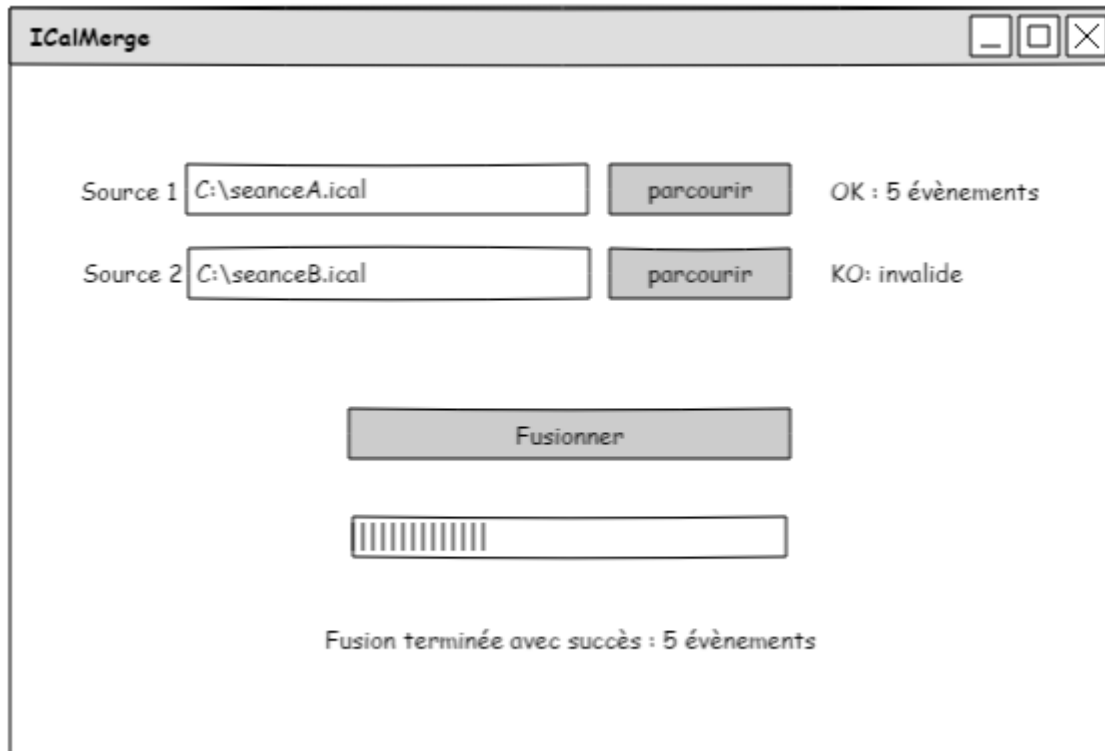 ICalMerge
Source 1 C:\seanceA.ical parcourir OK : 5 évènements
Source 2 C:\seanceB.ical parcourir KO: invalide
Fusionner
Fusion terminée avec succès : 5 évènements